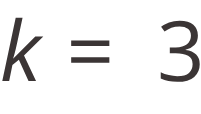 k = 3